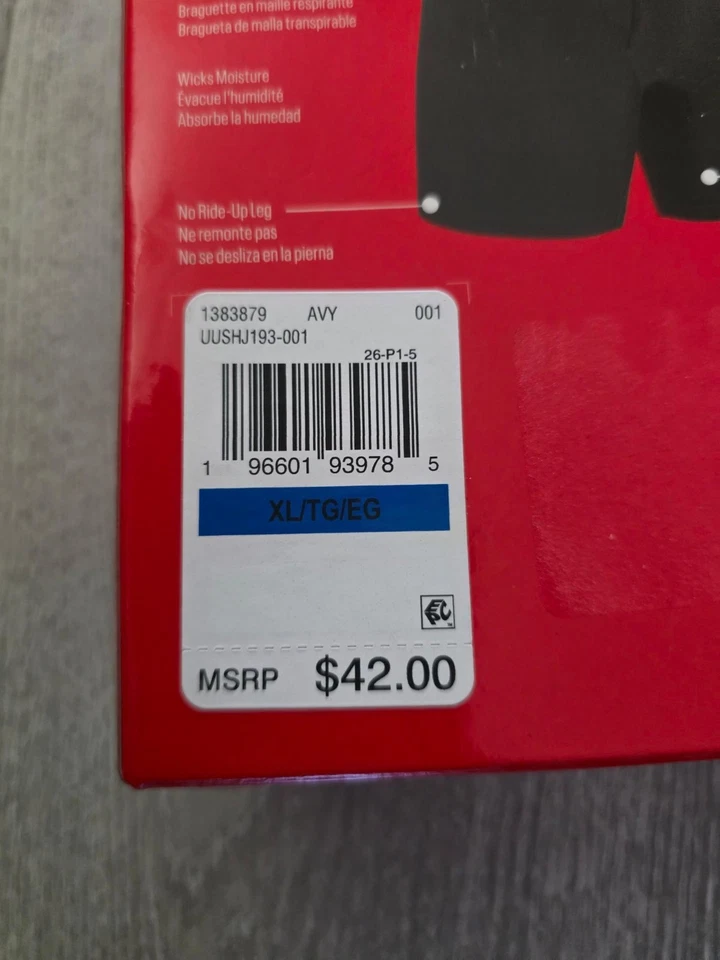 Braguette en maille respirante
Bragueta de malla transpirable
Wicks Moisture
Évacue l'humidité
Absorbe la humedad
No Ride-Up Leg
Ne remonte pas
No se desliza en la pierna
1383879 AVY 001
UUSHJ193-001
26-P1-5
1 96601 93978 5
XL/TG/EG
EPC
MSRP $42.00